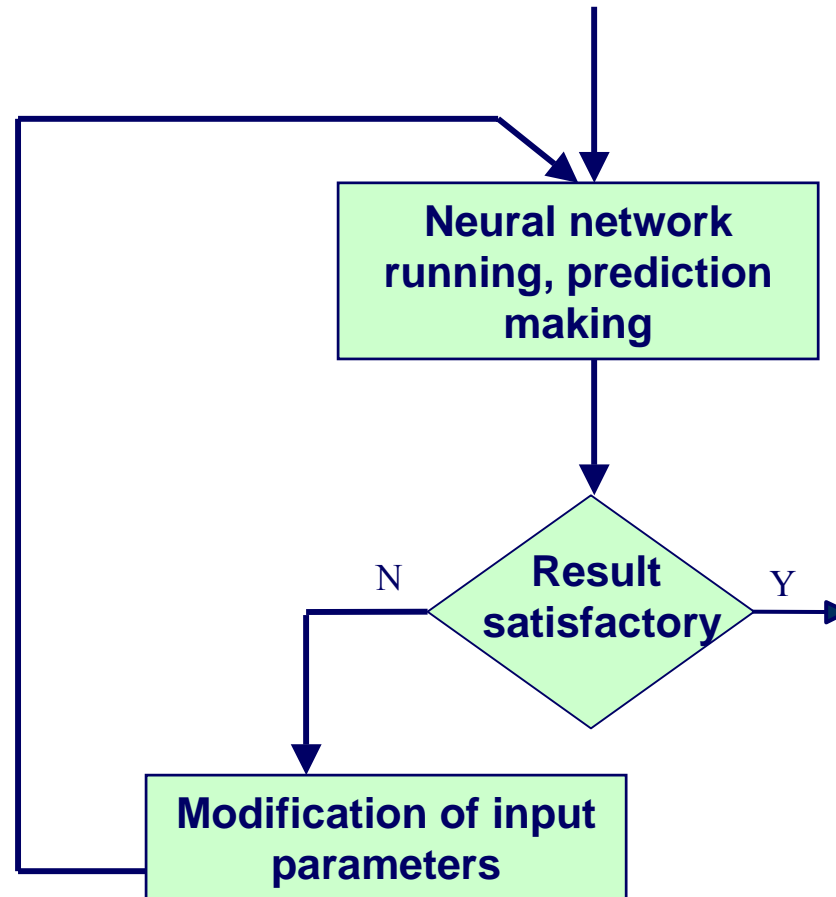 Neural network
running, prediction
making
Result
satisfactory
N
Y
Modification of input
parameters